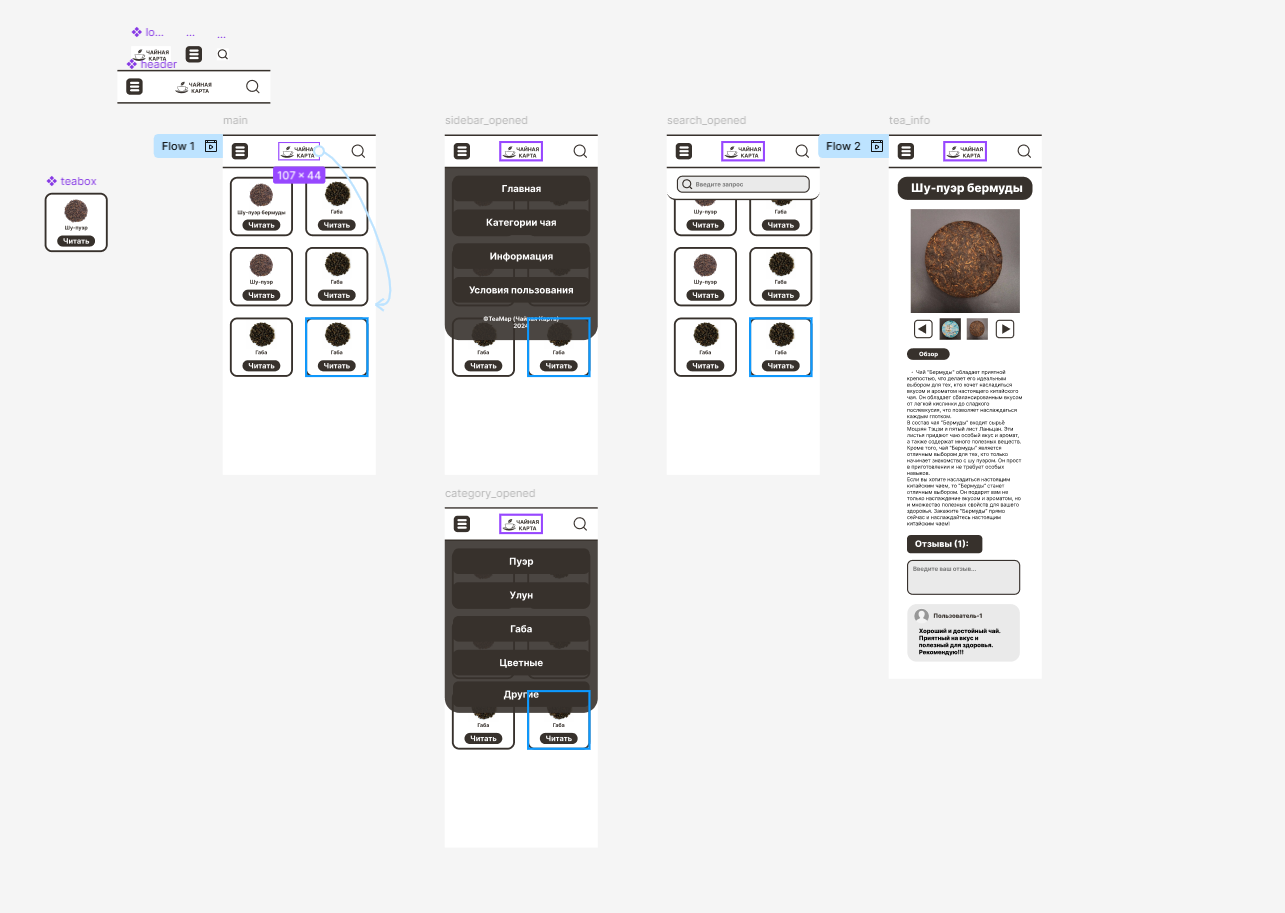 lo...
...
...
ЧАЙНАЯ
КАРТА
header
ЧАЙНАЯ
КАРТА
teabox
Шу-пуэр
Читать
Flow 1
main
ЧАЙНАЯ
КАРТА
107 × 44
Шу-пуэр бермуды
Читать
Габа
Читать
Шу-пуэр
Читать
Габа
Читать
Габа
Читать
Габа
Читать
sidebar_opened
ЧАЙНАЯ
КАРТА
Главная
Категории чая
Информация
Условия пользования
©TeaMap (Чайная Карта)
2024
Габа
Читать
Габа
Читать
search_opened
ЧАЙНАЯ
КАРТА
Введите запрос
Шу-пуэр
Читать
Габа
Читать
Шу-пуэр
Читать
Габа
Читать
Габа
Читать
Габа
Читать
Flow 2
tea_info
ЧАЙНАЯ
КАРТА
Шу-пуэр бермуды
Обзор
- Чай "Бермуды" обладает приятной
крепостью, что делает его идеальным
выбором для тех, кто хочет насладиться
вкусом и ароматом настоящего китайского
чая. Он обладает сбалансированным вкусом
от легкой кислинки до сладкого
послевкусия, что позволяет наслаждаться
каждым глотком.
В состав чая "Бермуды" входит сырьё
Мощэн Тэцзи и пятый лист Ланьцан. Эти
листья придают чаю особый вкус и аромат,
а также содержат много полезных веществ.
Кроме того, чай "Бермуды" является
отличным выбором для тех, кто только
начинает знакомство с шу пуэром. Он прост
в приготовлении и не требует особых
навыков.
Если вы хотите насладиться настоящим
китайским чаем, то "Бермуды" станет
отличным выбором. Он подарит вам не
только наслаждение вкусом и ароматом, но
и множество полезных свойств для вашего
здоровья. Закажите "Бермуды" прямо
сейчас и наслаждайтесь настоящим
китайским чаем!
Отзывы (1):
Введите ваш отзыв...
Пользователь-1
Хороший и достойный чай.
Приятный на вкус и
полезный для здоровья.
Рекомендую!!!
category_opened
ЧАЙНАЯ
КАРТА
Пуэр
Улун
Габа
Цветные
Другие
Габа
Читать
Габа
Читать